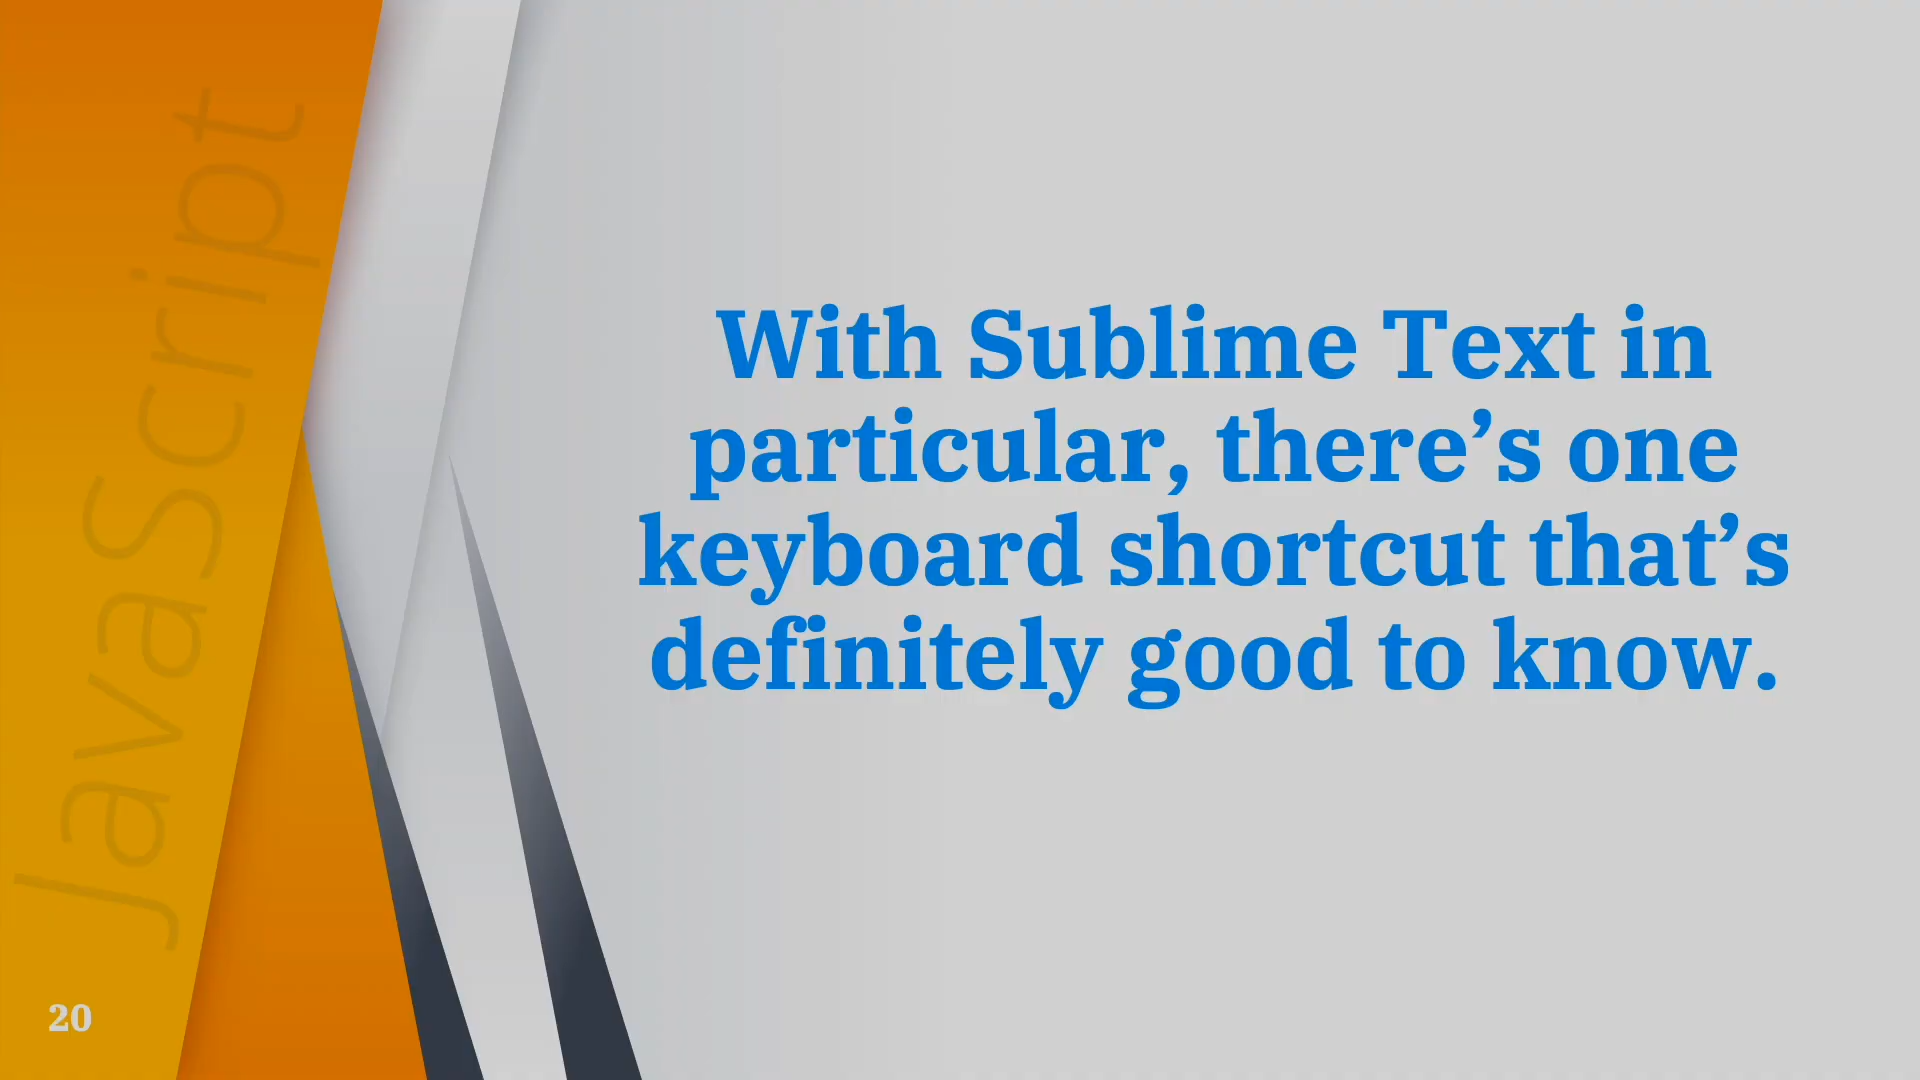 JavaScript
With Sublime Text in
particular, there’s one
keyboard shortcut that’s
definitely good to know.
20